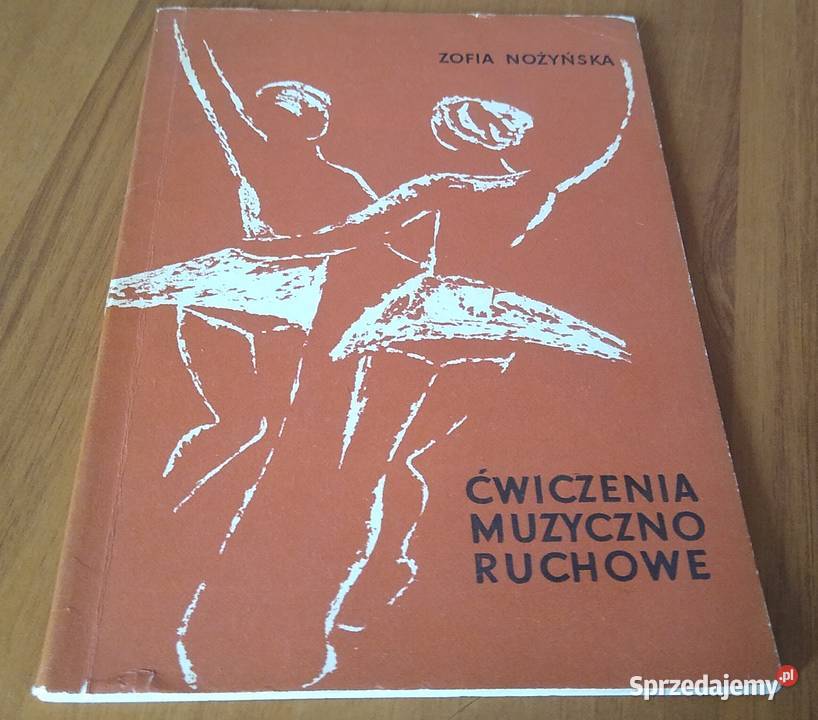 ZOFIA NOŻYŃSKA
ĆWICZENIA
MUZYCZNO
RUCHOWE
Sprzedajemy.pl